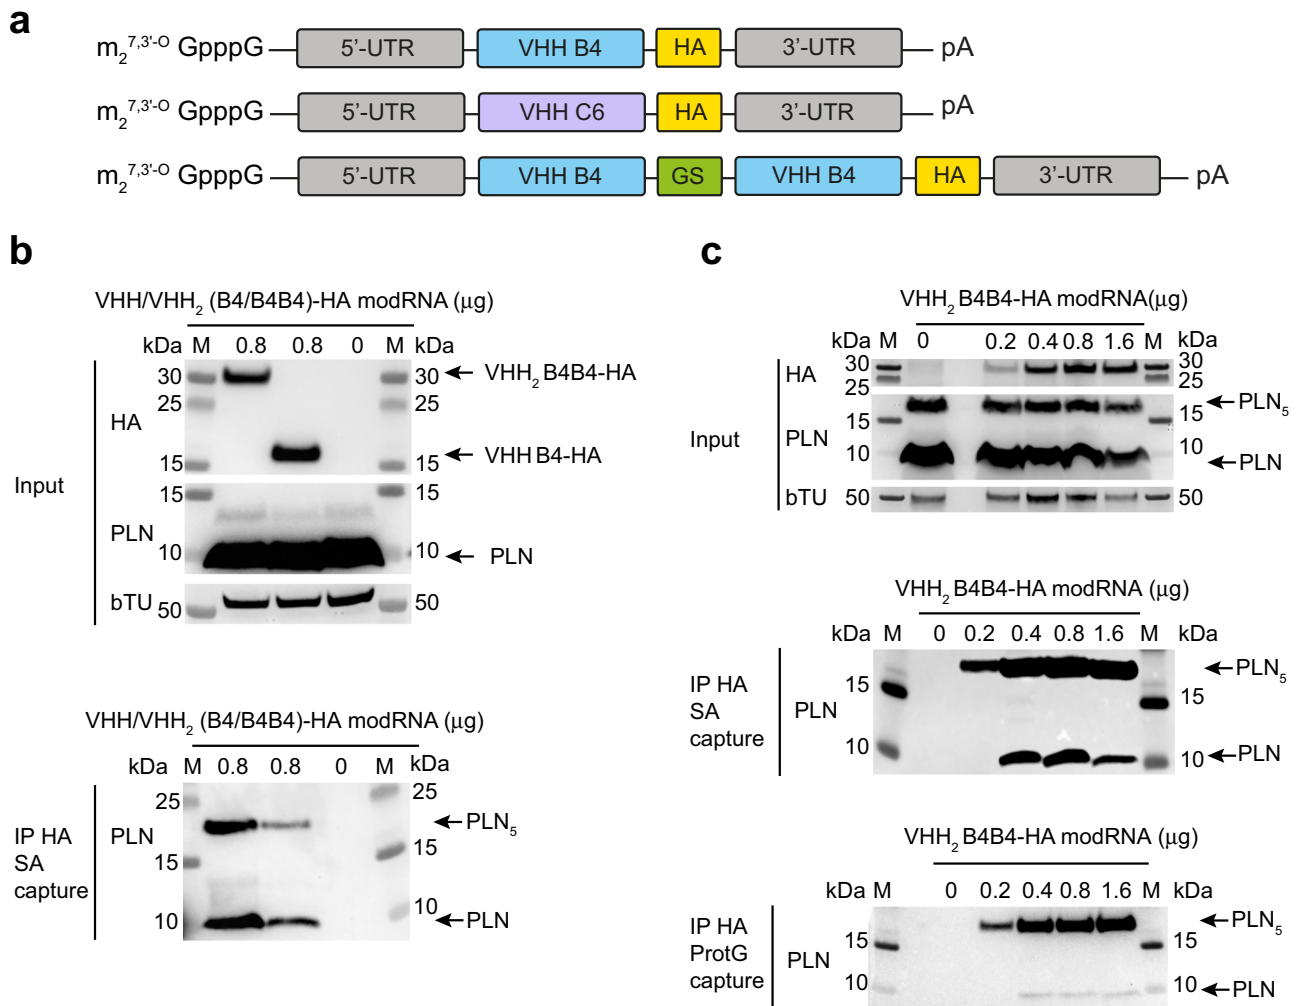 a
m₂⁷,³'⁻ᴼ GpppG 5'-UTR VHH B4 HA 3'-UTR pA
m₂⁷,³'⁻ᴼ GpppG 5'-UTR VHH C6 HA 3'-UTR pA
m₂⁷,³'⁻ᴼ GpppG 5'-UTR VHH B4 GS VHH B4 HA 3'-UTR pA
b
VHH/VHH₂ (B4/B4B4)-HA modRNA (μg)
kDa M 0.8 0.8 0 M kDa
Input
HA
30 30 VHH₂ B4B4-HA
25 25
15 15 VHH B4-HA
PLN
15 15
10 10 PLN
bTU 50 50
VHH/VHH₂ (B4/B4B4)-HA modRNA (μg)
kDa M 0.8 0.8 0 M kDa
IP HA
SA
capture
PLN
25 25
PLN₅
15 15
10 10 PLN
c
VHH₂ B4B4-HA modRNA(μg)
kDa M 0 0.2 0.4 0.8 1.6 M kDa
Input
HA
30 30
25 25
PLN
15 15 PLN₅
10 10 PLN
bTU 50 50
VHH₂ B4B4-HA modRNA (μg)
kDa M 0 0.2 0.4 0.8 1.6 M kDa
IP HA
SA
capture
PLN
PLN₅
15 15
10 10 PLN
VHH₂ B4B4-HA modRNA (μg)
kDa M 0 0.2 0.4 0.8 1.6 M kDa
IP HA
ProtG
capture
PLN
PLN₅
15 15
10 10 PLN